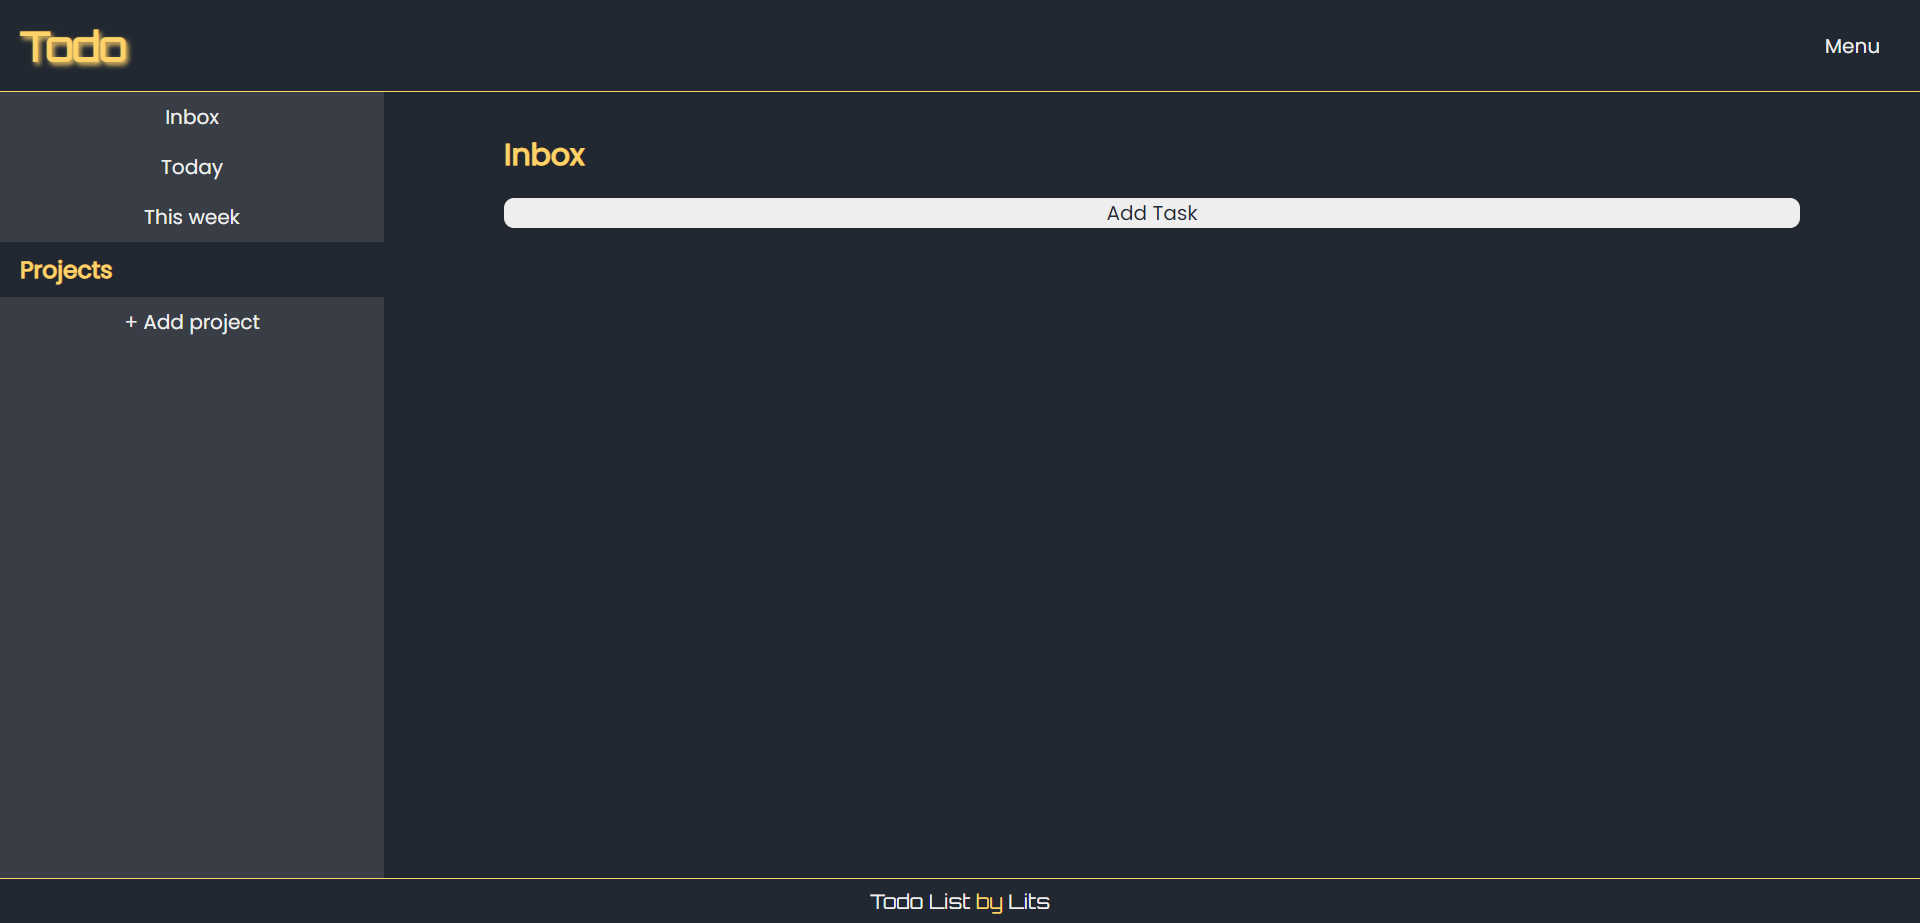 Todo
Menu
Inbox
Today
This week
Projects
+ Add project
Inbox
Add Task
Todo List by Lits